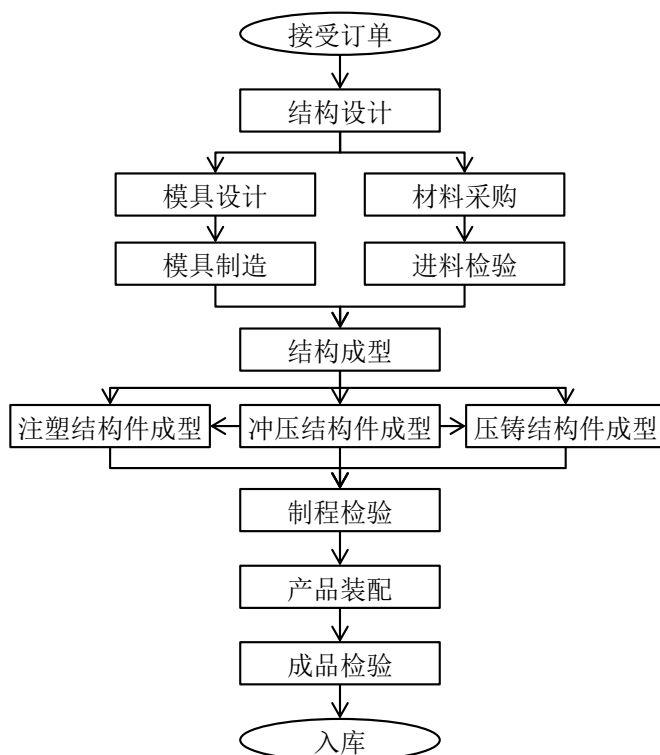 接受订单
结构设计
模具设计
材料采购
模具制造
进料检验
结构成型
注塑结构件成型
冲压结构件成型
压铸结构件成型
制程检验
产品装配
成品检验
入库